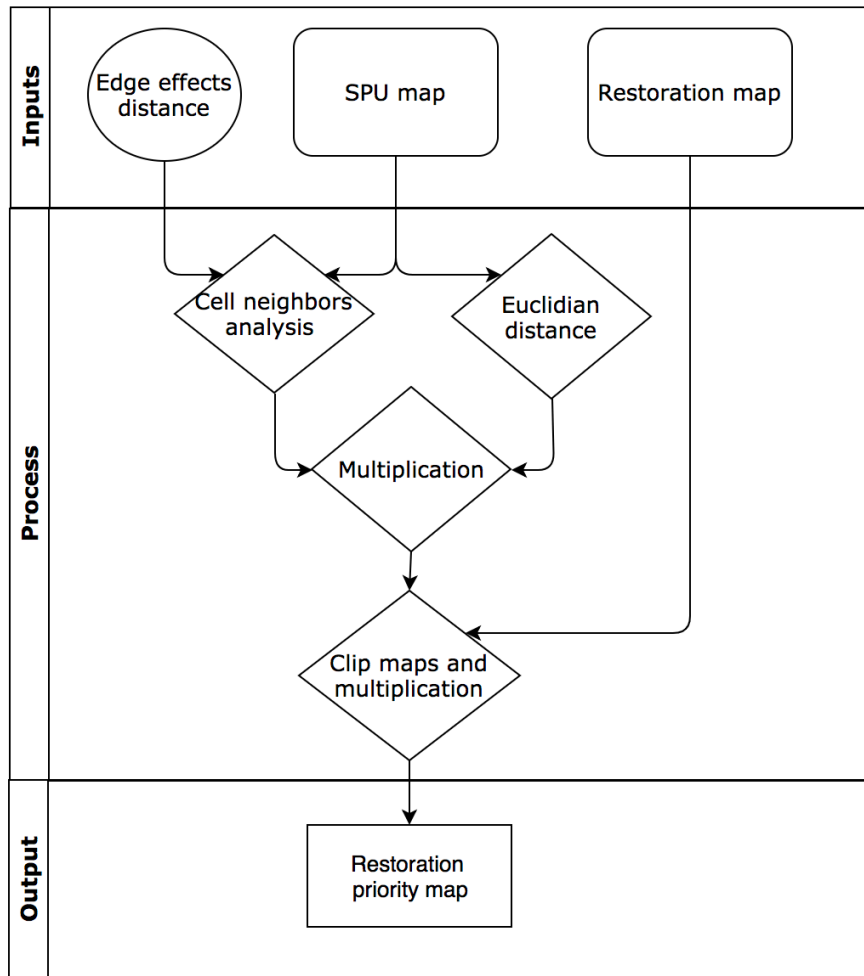 Inputs
Edge effects
distance
SPU map
Restoration map
Process
Cell neighbors
analysis
Euclidian
distance
Multiplication
Clip maps and
multiplication
Output
Restoration
priority map